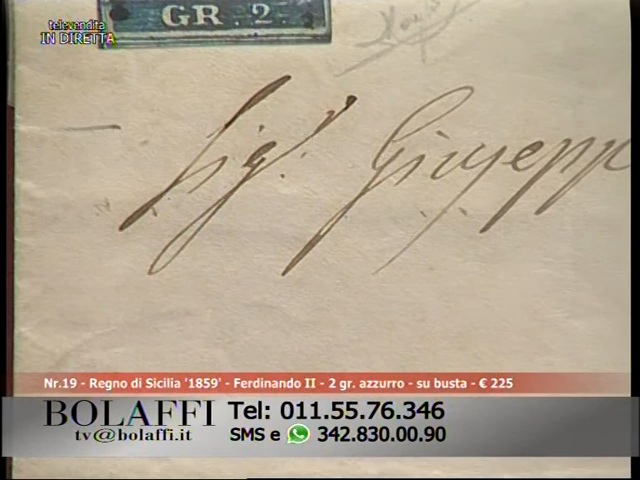 televendita
IN DIRETTA
GR. 2.
Sig.r Giusepp
Nr.19 - Regno di Sicilia '1859' - Ferdinando II - 2 gr. azzurro - su busta - € 225
BOLAFFI
tv@bolaffi.it
Tel: 011.55.76.346
SMS e 342.830.00.90